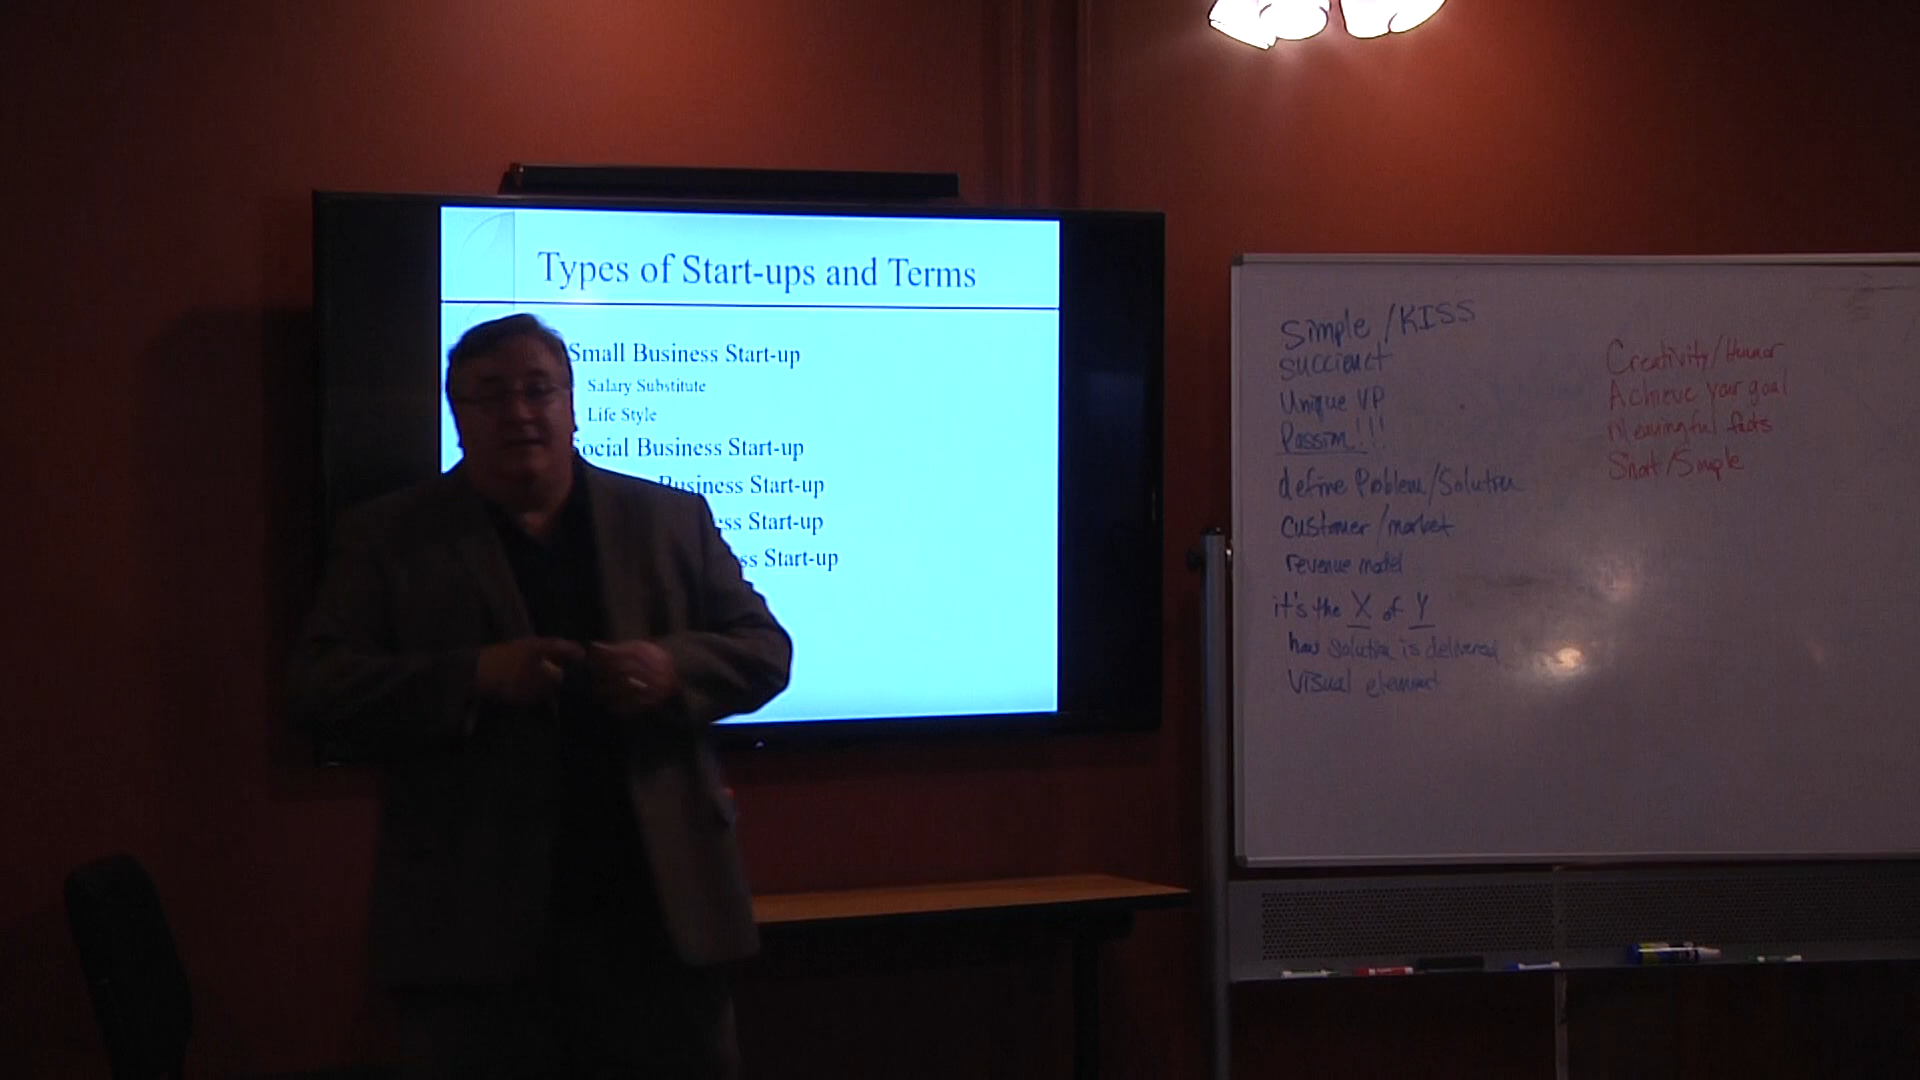 Types of Start-ups and Terms
Small Business Start-up
Salary Substitute
Life Style
Social Business Start-up
Business Start-up
ess Start-up
ss Start-up
Simple/KISS
succienct
Unique VP
Passion!!!
define Problem/Solution
customer/market
revenue model
it's the X of Y
how solution is delivered
Visual element
Creativity/Humor
Achieve your goal
Meaningful facts
Short/Simple